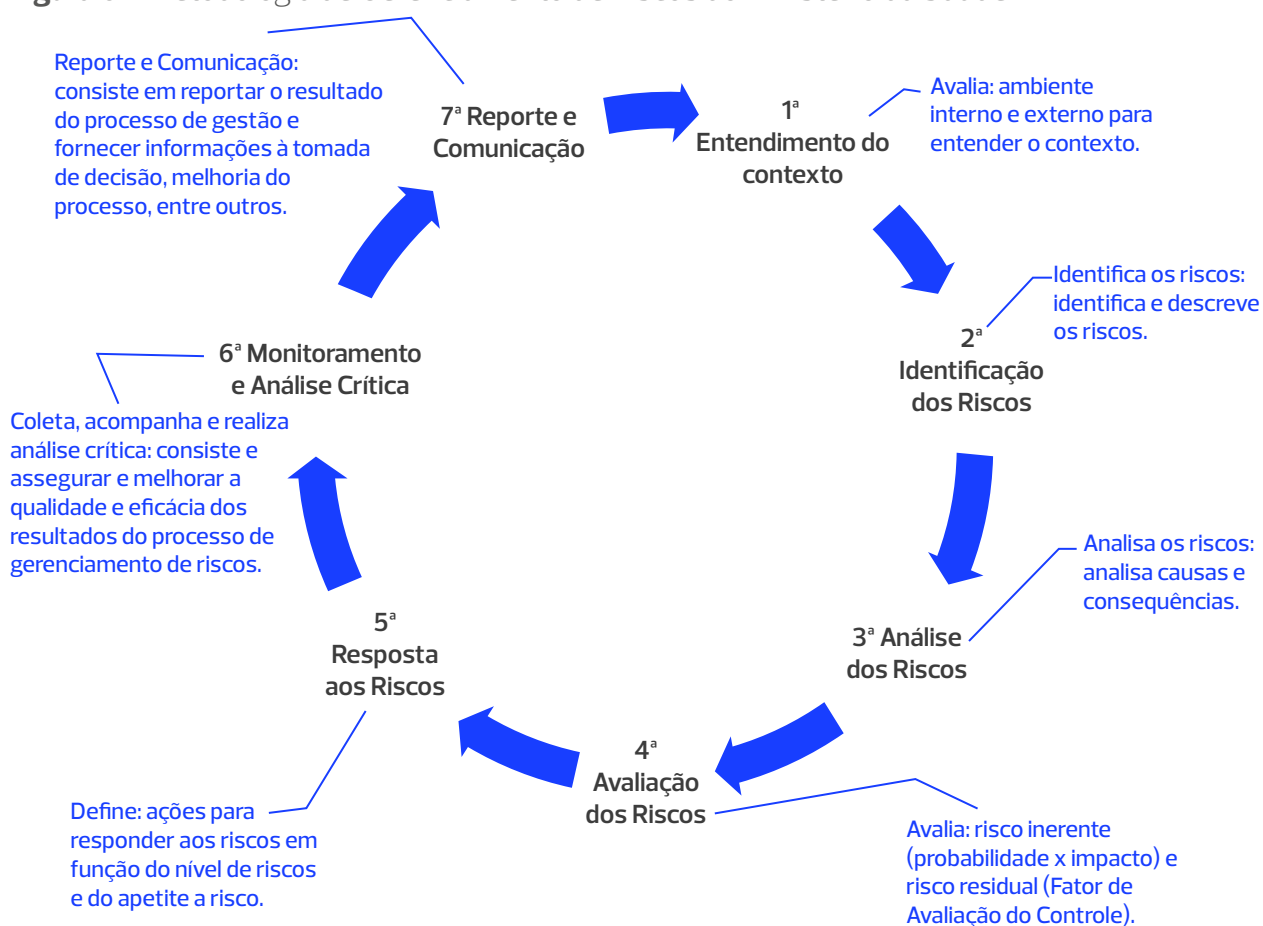 Reporte e Comunicação:
consiste em reportar o resultado
do processo de gestão e
fornecer informações à tomada
de decisão, melhoria do
processo, entre outros.
7ª Reporte e
Comunicação
1ª
Entendimento do
contexto
Avalia: ambiente
interno e externo para
entender o contexto.
Identifica os riscos:
identifica e descreve
os riscos.
2ª
Identificação
dos Riscos
6ª Monitoramento
e Análise Crítica
Coleta, acompanha e realiza
análise crítica: consiste e
assegurar e melhorar a
qualidade e eficácia dos
resultados do processo de
gerenciamento de riscos.
Analisa os riscos:
analisa causas e
consequências.
3ª Análise
dos Riscos
5ª
Resposta
aos Riscos
4ª
Avaliação
dos Riscos
Define: ações para
responder aos riscos em
função do nível de riscos
e do apetite a risco.
Avalia: risco inerente
(probabilidade x impacto) e
risco residual (Fator de
Avaliação do Controle).